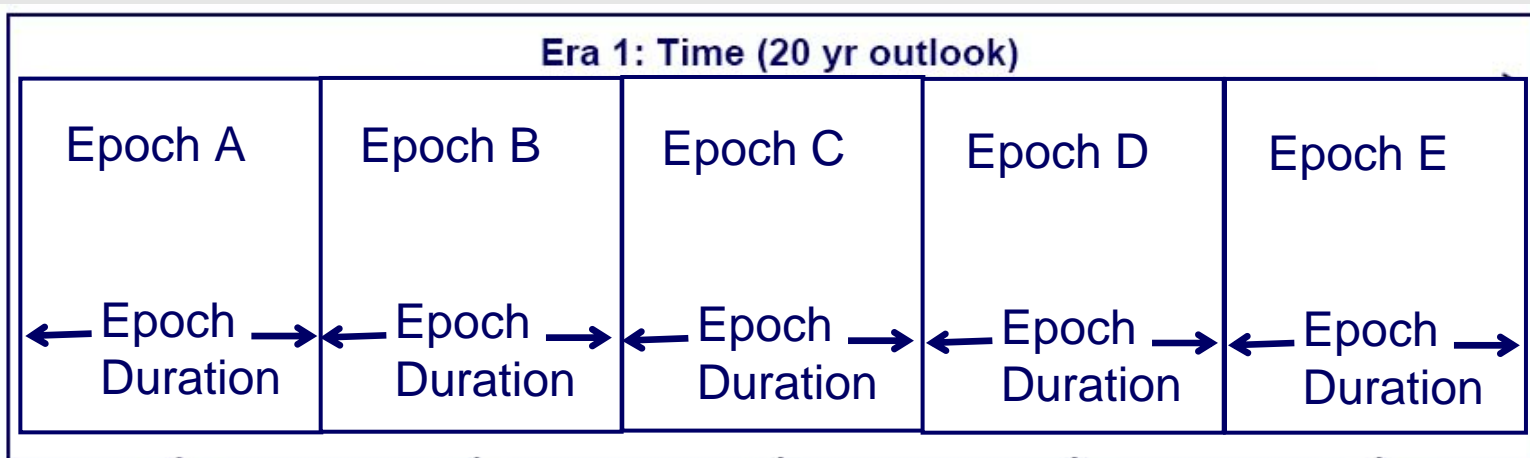 Era 1: Time (20 yr outlook)
Epoch A
Epoch B
Epoch C
Epoch D
Epoch E
Epoch
Duration
Epoch
Duration
Epoch
Duration
Epoch
Duration
Epoch
Duration